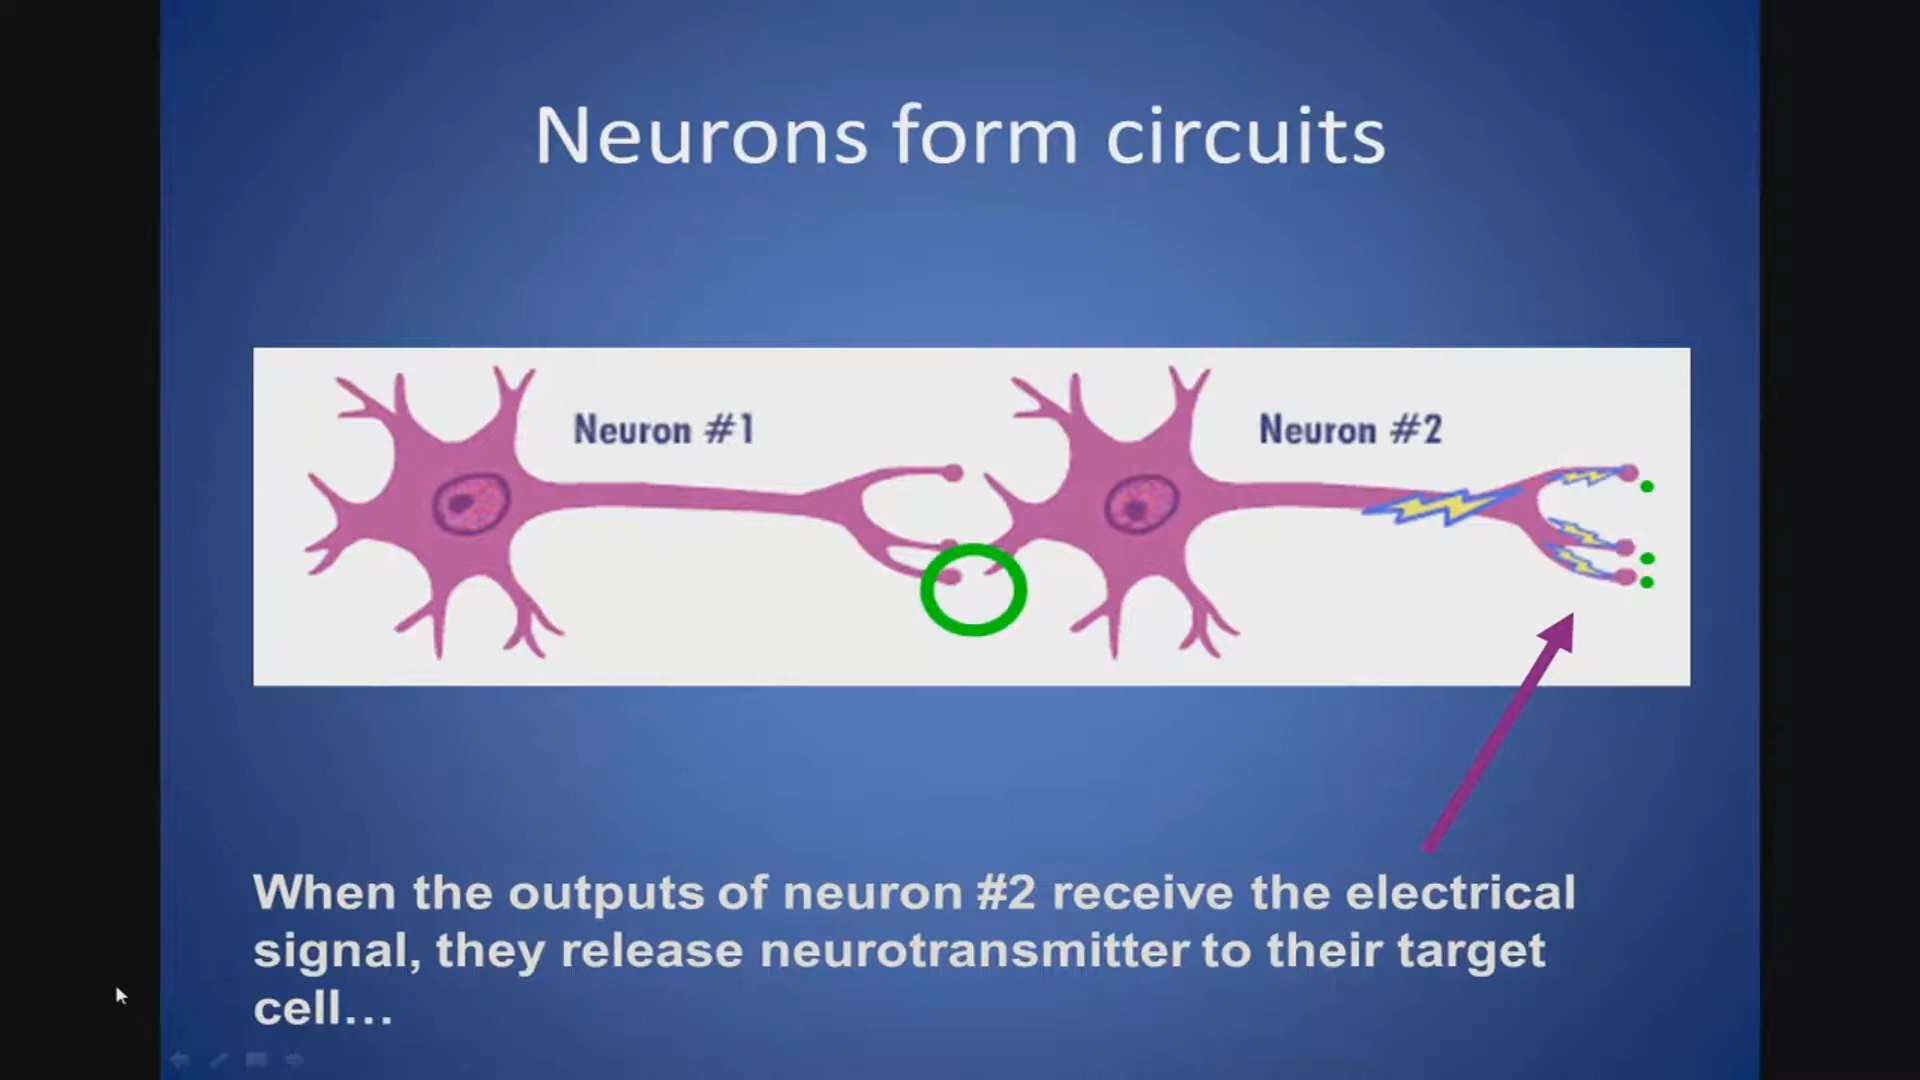 Neurons form circuits
Neuron #1
Neuron #2
When the outputs of neuron #2 receive the electrical
signal, they release neurotransmitter to their target
cell…